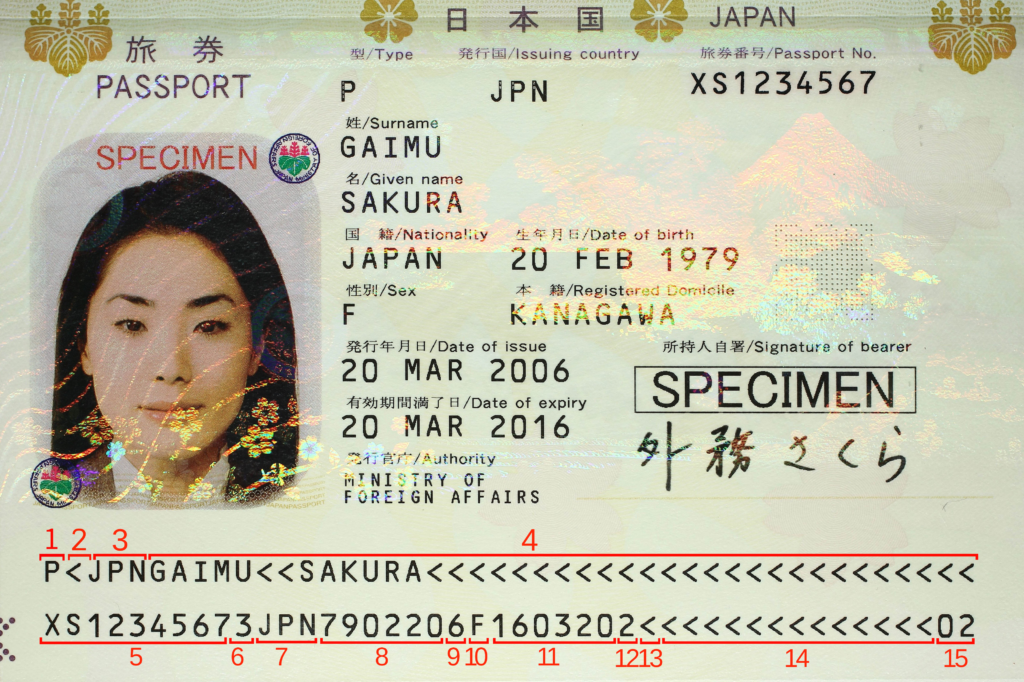 日本国 JAPAN
旅券
PASSPORT
型/Type 発行国/Issuing country 旅券番号/Passport No.
P JPN XS1234567
姓/Surname
GAIMU
名/Given name
SAKURA
国 籍/Nationality 生年月日/Date of birth
JAPAN 20 FEB 1979
性別/Sex 本 籍/Registered Domicile
F KANAGAWA
発行年月日/Date of issue 所持人自署/Signature of bearer
20 MAR 2006
有効期間満了日/Date of expiry
20 MAR 2016
発行官庁/Authority
MINISTRY OF
FOREIGN AFFAIRS
SPECIMEN
SPECIMEN
外務さくら
1 2 3 4
P<JPNGAIMU<<SAKURA<<<<<<<<<<<<<<<<<<<<<<<<<<
XS12345673JPN7902206F1603202<<<<<<<<<<<<<<02
5 6 7 8 9 10 11 12 13 14 15